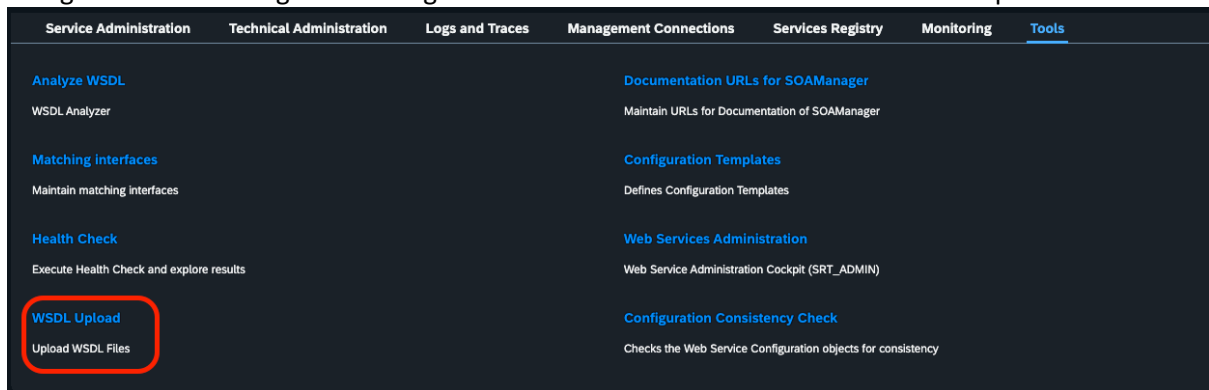 Service Administration Technical Administration Logs and Traces Management Connections Services Registry Monitoring Tools
Analyze WSDL
WSDL Analyzer
Matching interfaces
Maintain matching interfaces
Health Check
Execute Health Check and explore results
WSDL Upload
Upload WSDL Files
Documentation URLs for SOAManager
Maintain URLs for Documentation of SOAManager
Configuration Templates
Defines Configuration Templates
Web Services Administration
Web Service Administration Cockpit (SRT_ADMIN)
Configuration Consistency Check
Checks the Web Service Configuration objects for consistency